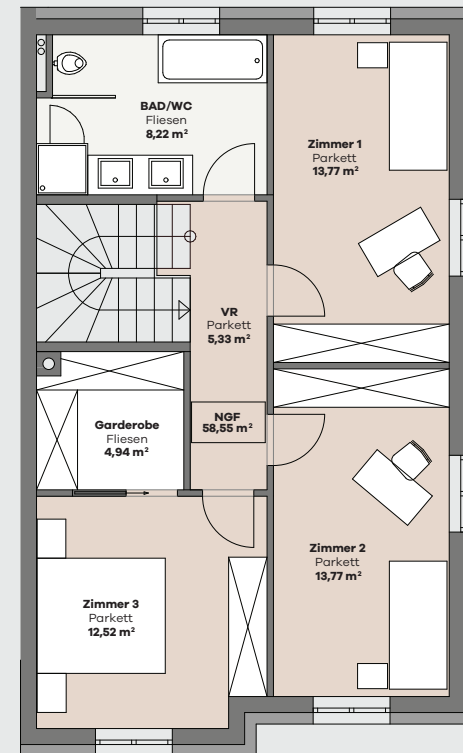 BAD/WC
Fliesen
8,22 m²
Zimmer 1
Parkett
13,77 m²
VR
Parkett
5,33 m²
NGF
58,55 m²
Garderobe
Fliesen
4,94 m²
Zimmer 2
Parkett
13,77 m²
Zimmer 3
Parkett
12,52 m²